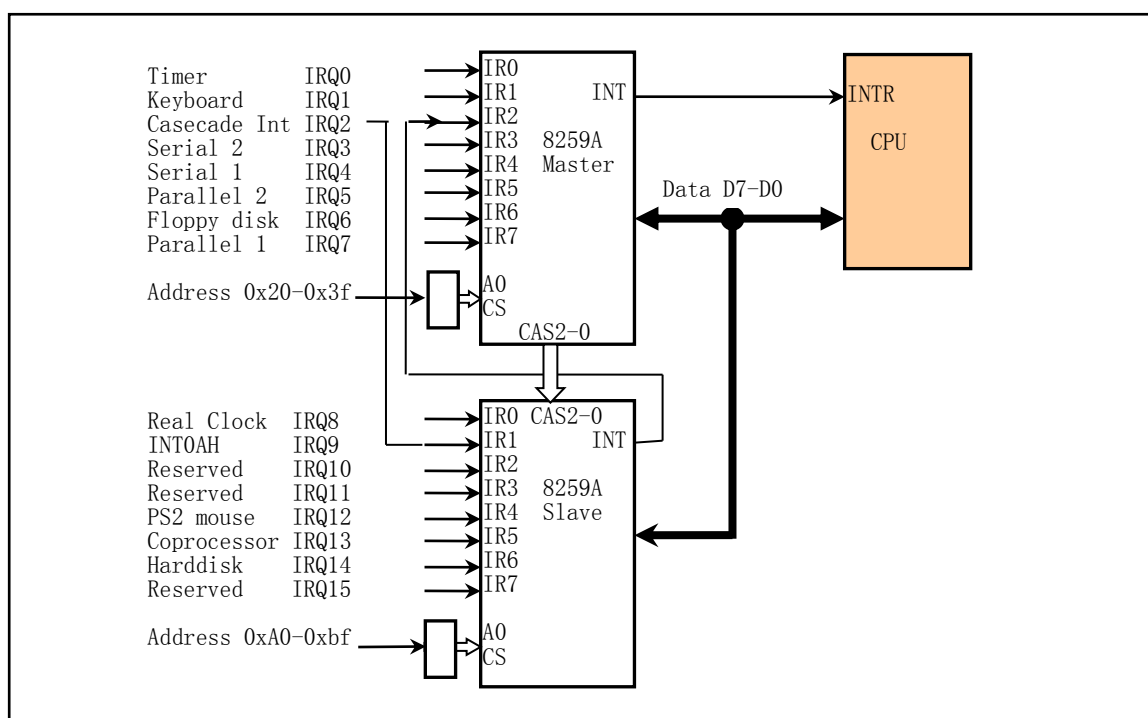 Timer IRQ0
Keyboard IRQ1
Casecade Int IRQ2
Serial 2 IRQ3
Serial 1 IRQ4
Parallel 2 IRQ5
Floppy disk IRQ6
Parallel 1 IRQ7
Address 0x20-0x3f
IR0
IR1
IR2
IR3
IR4
IR5
IR6
IR7
A0
CS
INT
8259A
Master
CAS2-0
INTR
CPU
Data D7-D0
Real Clock IRQ8
INT0AH IRQ9
Reserved IRQ10
Reserved IRQ11
PS2 mouse IRQ12
Coprocessor IRQ13
Harddisk IRQ14
Reserved IRQ15
Address 0xA0-0xbf
IR0
IR1
IR2
IR3
IR4
IR5
IR6
IR7
A0
CS
CAS2-0
INT
8259A
Slave